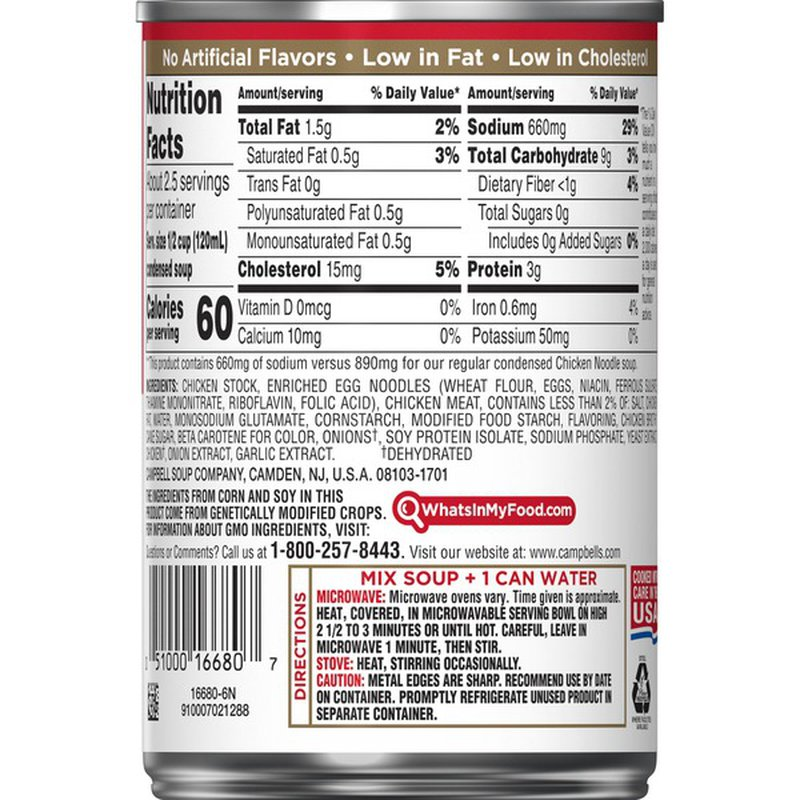 No Artificial Flavors • Low in Fat • Low in Cholesterol
Nutrition
Facts
About 2.5 servings
per container
Serv. size 1/2 cup (120mL)
condensed soup
Calories
per serving
60
Amount/serving % Daily Value*
Total Fat 1.5g 2%
Saturated Fat 0.5g 3%
Trans Fat 0g
Polyunsaturated Fat 0.5g
Monounsaturated Fat 0.5g
Cholesterol 15mg 5%
Vitamin D 0mcg 0%
Calcium 10mg 0%
Amount/serving % Daily Value*
Sodium 660mg 29%
Total Carbohydrate 9g 3%
Dietary Fiber <1g 4%
Total Sugars 0g
Includes 0g Added Sugars 0%
Protein 3g
Iron 0.6mg 4%
Potassium 50mg 0%
This product contains 660mg of sodium versus 890mg for our regular condensed Chicken Noodle soup.
INGREDIENTS: CHICKEN STOCK, ENRICHED EGG NOODLES (WHEAT FLOUR, EGGS, NIACIN, FERROUS
MONONITRATE, RIBOFLAVIN, FOLIC ACID), CHICKEN MEAT, CONTAINS LESS THAN 2% OF: SALT,
FAT, WATER, MONOSODIUM GLUTAMATE, CORNSTARCH, MODIFIED FOOD STARCH, FLAVORING, CHICKEN BROTH,
CANE SUGAR, BETA CAROTENE FOR COLOR, ONIONS†, SOY PROTEIN ISOLATE, SODIUM PHOSPHATE, YEAST
CHICKEN†, ONION EXTRACT, GARLIC EXTRACT. †DEHYDRATED
CAMPBELL SOUP COMPANY, CAMDEN, NJ, U.S.A. 08103-1701
THE INGREDIENTS FROM CORN AND SOY IN THIS
PRODUCT COME FROM GENETICALLY MODIFIED CROPS.
FOR INFORMATION ABOUT GMO INGREDIENTS, VISIT:
WhatsInMyFood.com
Questions or Comments? Call us at 1-800-257-8443. Visit our website at: www.campbells.com
51000 16680 7
16680-6N
910007021288
DIRECTIONS
MIX SOUP + 1 CAN WATER
MICROWAVE: Microwave ovens vary. Time given is approximate.
HEAT, COVERED, IN MICROWAVABLE SERVING BOWL ON HIGH
2 1/2 TO 3 MINUTES OR UNTIL HOT. CAREFUL, LEAVE IN
MICROWAVE 1 MINUTE, THEN STIR.
STOVE: HEAT, STIRRING OCCASIONALLY.
CAUTION: METAL EDGES ARE SHARP. RECOMMEND USE BY DATE
ON CONTAINER. PROMPTLY REFRIGERATE UNUSED PRODUCT IN
SEPARATE CONTAINER.
COOKED
CARE IN
USA